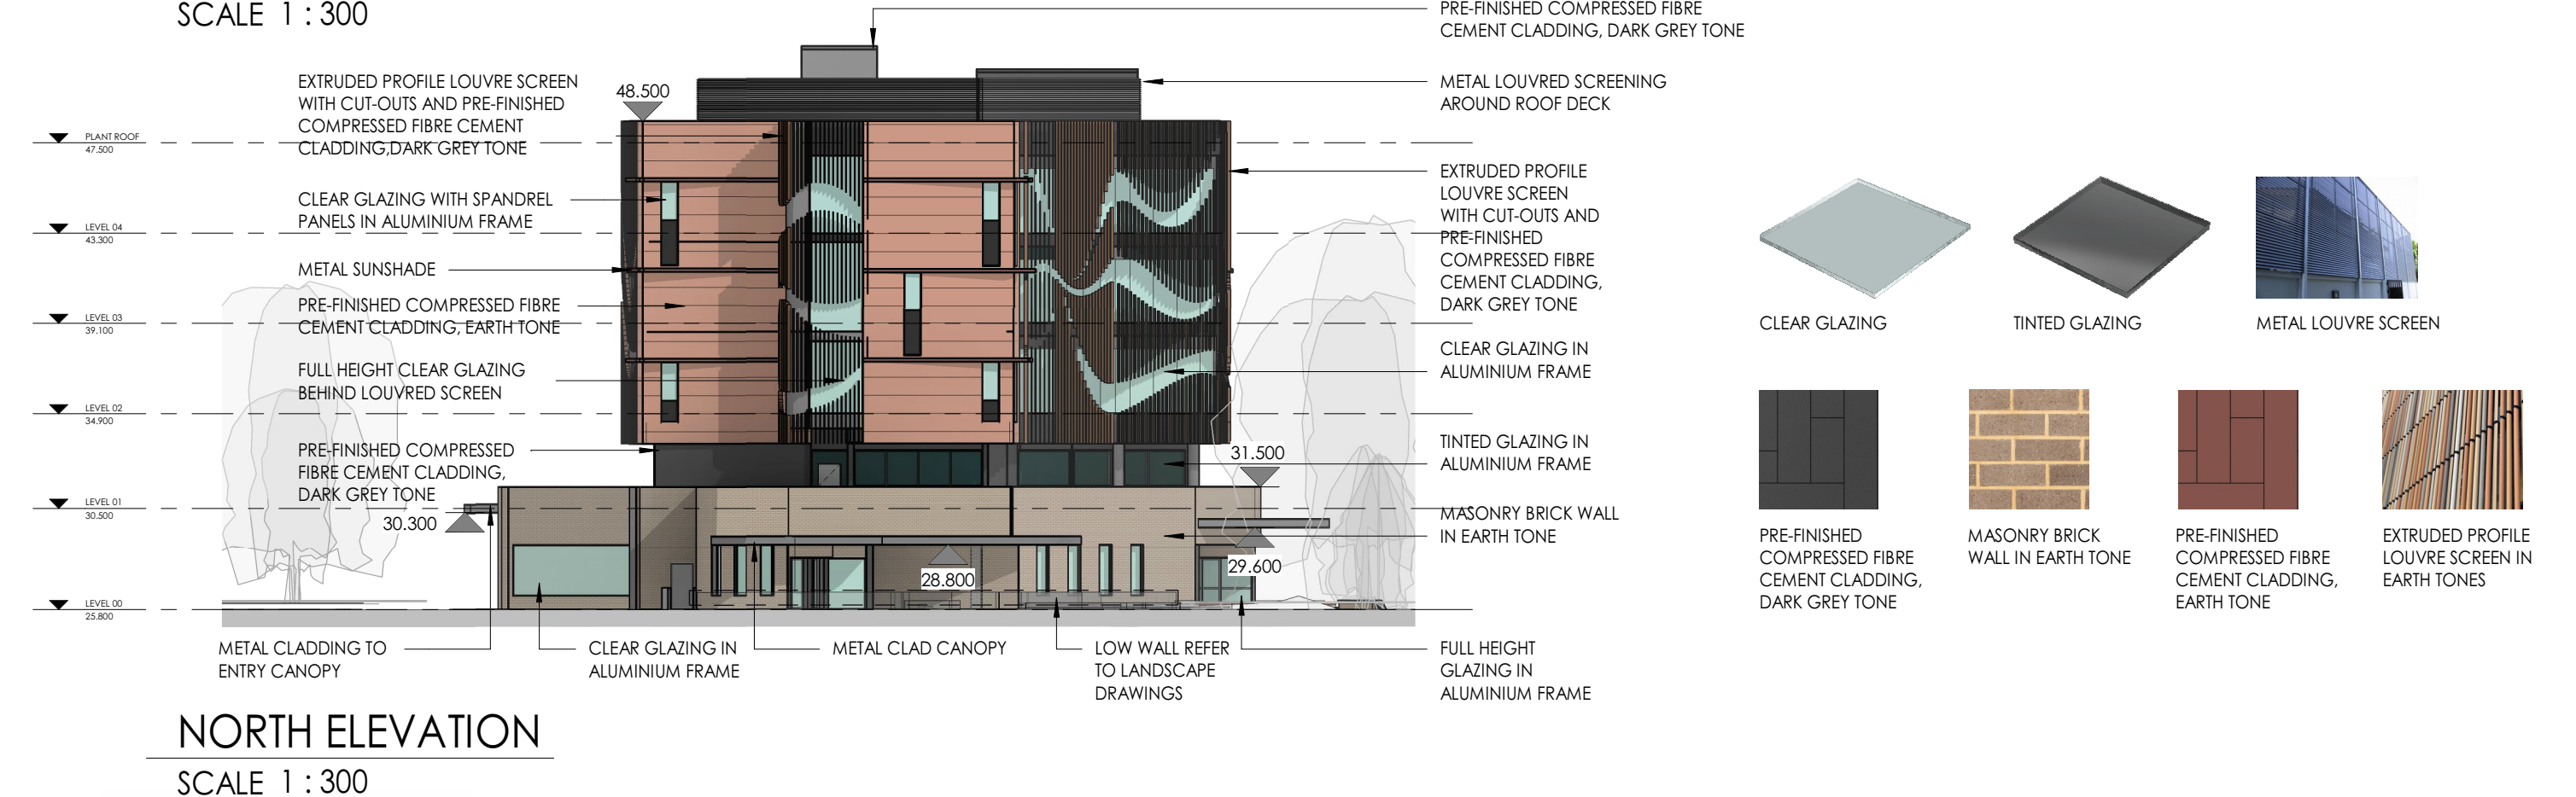 SCALE 1 : 300
PRE-FINISHED COMPRESSED FIBRE
CEMENT CLADDING, DARK GREY TONE
EXTRUDED PROFILE LOUVRE SCREEN
WITH CUT-OUTS AND PRE-FINISHED
COMPRESSED FIBRE CEMENT
CLADDING,DARK GREY TONE
48.500
METAL LOUVRED SCREENING
AROUND ROOF DECK
PLANT ROOF
47.500
CLEAR GLAZING WITH SPANDREL
PANELS IN ALUMINIUM FRAME
EXTRUDED PROFILE
LOUVRE SCREEN
WITH CUT-OUTS AND
PRE-FINISHED
COMPRESSED FIBRE
CEMENT CLADDING,
DARK GREY TONE
LEVEL 04
43.300
METAL SUNSHADE
PRE-FINISHED COMPRESSED FIBRE
CEMENT CLADDING, EARTH TONE
LEVEL 03
39.100
CLEAR GLAZING IN
ALUMINIUM FRAME
FULL HEIGHT CLEAR GLAZING
BEHIND LOUVRED SCREEN
LEVEL 02
34.900
PRE-FINISHED COMPRESSED
FIBRE CEMENT CLADDING,
DARK GREY TONE
TINTED GLAZING IN
ALUMINIUM FRAME
31.500
LEVEL 01
30.500
30.300
MASONRY BRICK WALL
IN EARTH TONE
28.800
29.600
LEVEL 00
25.800
METAL CLADDING TO
ENTRY CANOPY
CLEAR GLAZING IN
ALUMINIUM FRAME
METAL CLAD CANOPY
LOW WALL REFER
TO LANDSCAPE
DRAWINGS
FULL HEIGHT
GLAZING IN
ALUMINIUM FRAME
CLEAR GLAZING
TINTED GLAZING
METAL LOUVRE SCREEN
PRE-FINISHED
COMPRESSED FIBRE
CEMENT CLADDING,
DARK GREY TONE
MASONRY BRICK
WALL IN EARTH TONE
PRE-FINISHED
COMPRESSED FIBRE
CEMENT CLADDING,
EARTH TONE
EXTRUDED PROFILE
LOUVRE SCREEN IN
EARTH TONES
NORTH ELEVATION
SCALE 1 : 300